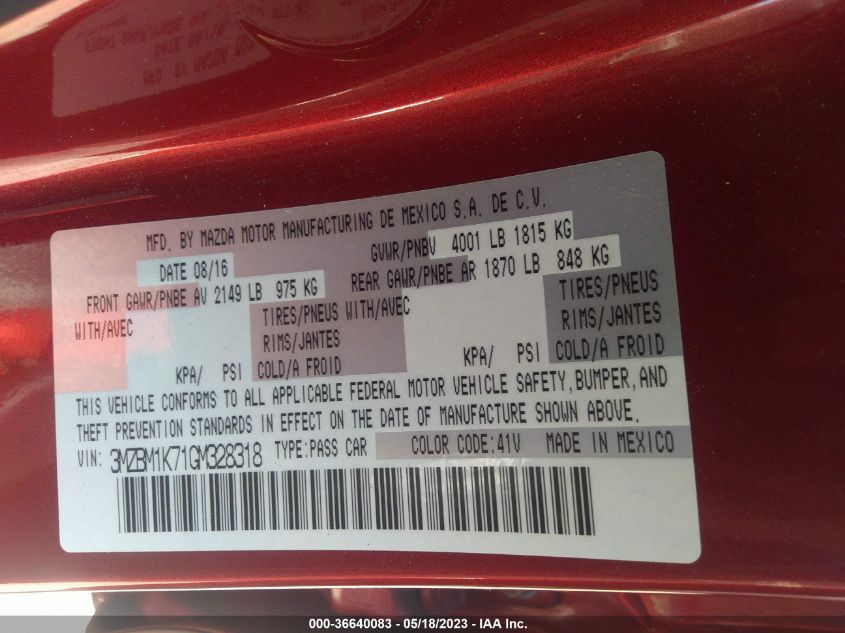 MFD. BY MAZDA MOTOR MANUFACTURING DE MEXICO S.A. DE C.V.
DATE 08/16 GVWR/PNBV 4001 LB 1815 KG
FRONT GAWR/PNBE AV 2149 LB 975 KG REAR GAWR/PNBE AR 1870 LB 848 KG
WITH/AVEC TIRES/PNEUS WITH/AVEC TIRES/PNEUS
RIMS/JANTES RIMS/JANTES
KPA/ PSI COLD/A FROID KPA/ PSI COLD/A FROID
THIS VEHICLE CONFORMS TO ALL APPLICABLE FEDERAL MOTOR VEHICLE SAFETY, BUMPER, AND
THEFT PREVENTION STANDARDS IN EFFECT ON THE DATE OF MANUFACTURE SHOWN ABOVE.
VIN: 3MZBM1K71GM328318 TYPE:PASS CAR COLOR CODE:41V MADE IN MEXICO
000-36640083 - 05/18/2023 - IAA Inc.